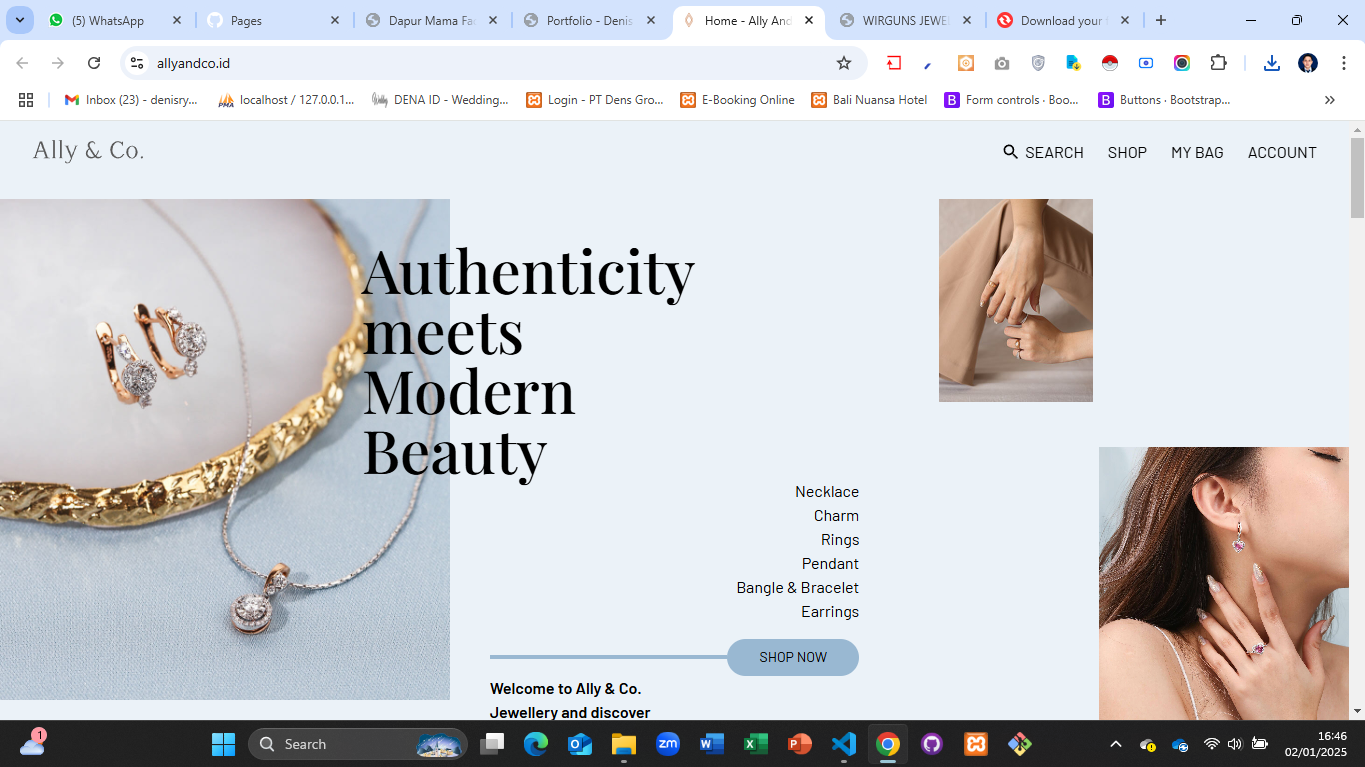 (5) WhatsApp
Pages
Dapur Mama Fa
Portfolio - Denis
Home - Ally And
WIRGUNS JEWE
Download your
allyandco.id
Inbox (23) - denisry...
localhost / 127.0.0.1...
DENA ID - Wedding...
Login - PT Dens Gro...
E-Booking Online
Bali Nuansa Hotel
Form controls · Boo...
Buttons · Bootstrap...
Ally & Co.
SEARCH
SHOP
MY BAG
ACCOUNT
Authenticity
meets
Modern
Beauty
Necklace
Charm
Rings
Pendant
Bangle & Bracelet
Earrings
SHOP NOW
Welcome to Ally & Co.
Jewellery and discover
1
Search
zm
16:46
02/01/2025